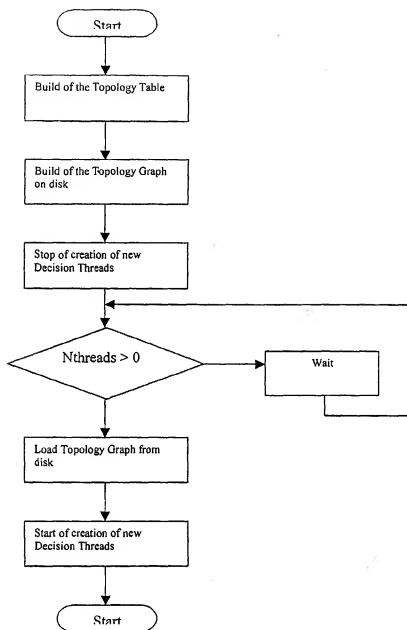 Start
Build of the Topology Table
Build of the Topology Graph
on disk
Stop of creation of new
Decision Threads
Nthreads > 0
Wait
Load Topology Graph from
disk
Start of creation of new
Decision Threads
Start